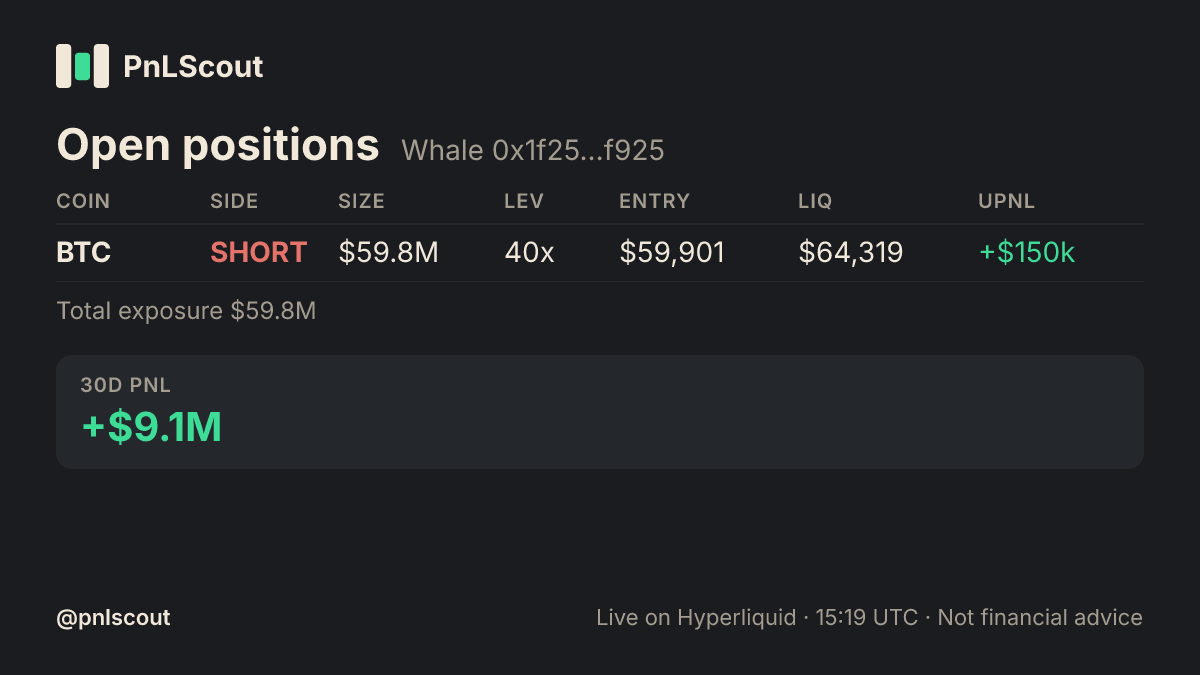 PnLScout
Open positions Whale 0x1f25...f925
COIN SIDE SIZE LEV ENTRY LIQ UPNL
BTC SHORT $59.8M 40x $59,901 $64,319 +$150k
Total exposure $59.8M
30D PNL
+$9.1M
@pnlscout Live on Hyperliquid · 15:19 UTC · Not financial advice